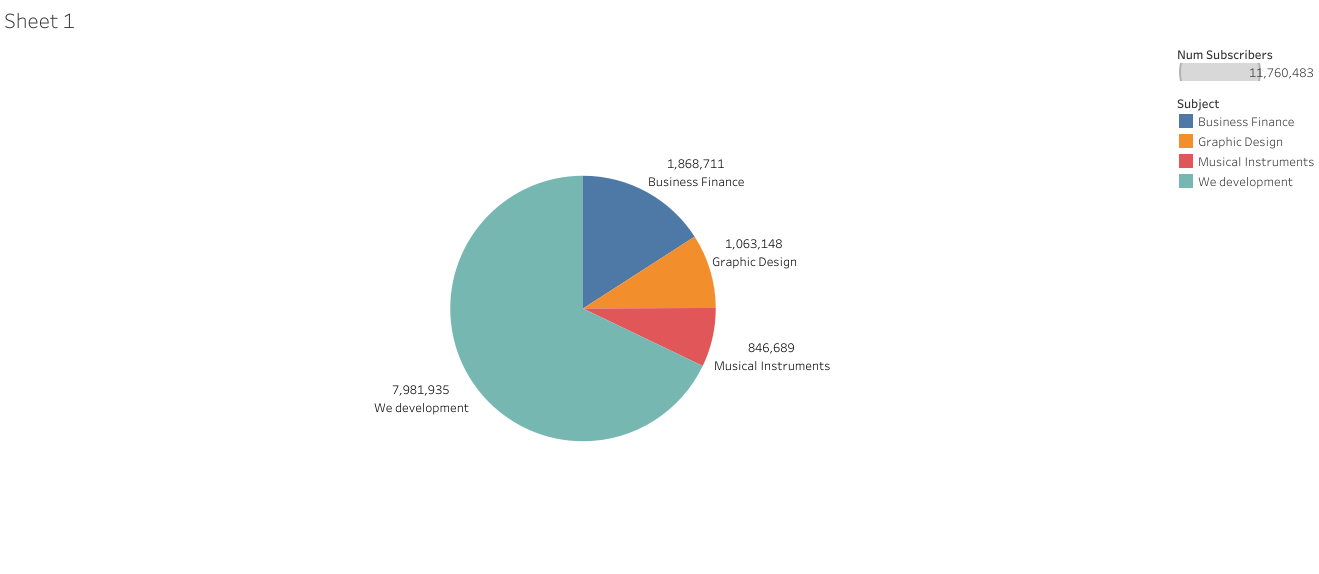 Sheet 1
Num Subscribers
11,760,483
Subject
Business Finance
Graphic Design
Musical Instruments
We development
1,868,711
Business Finance
1,063,148
Graphic Design
846,689
Musical Instruments
7,981,935
We development